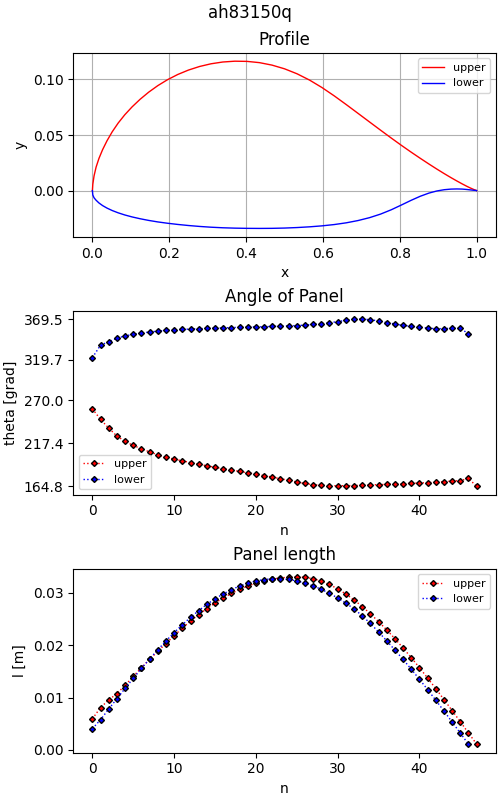 ah83150q
Profile
0.10
0.05
0.00
y
upper
lower
0.0 0.2 0.4 0.6 0.8 1.0
x
Angle of Panel
369.5
319.7
270.0
217.4
164.8
theta [grad]
upper
lower
0 10 20 30 40
n
Panel length
0.03
0.02
0.01
0.00
l [m]
upper
lower
0 10 20 30 40
n